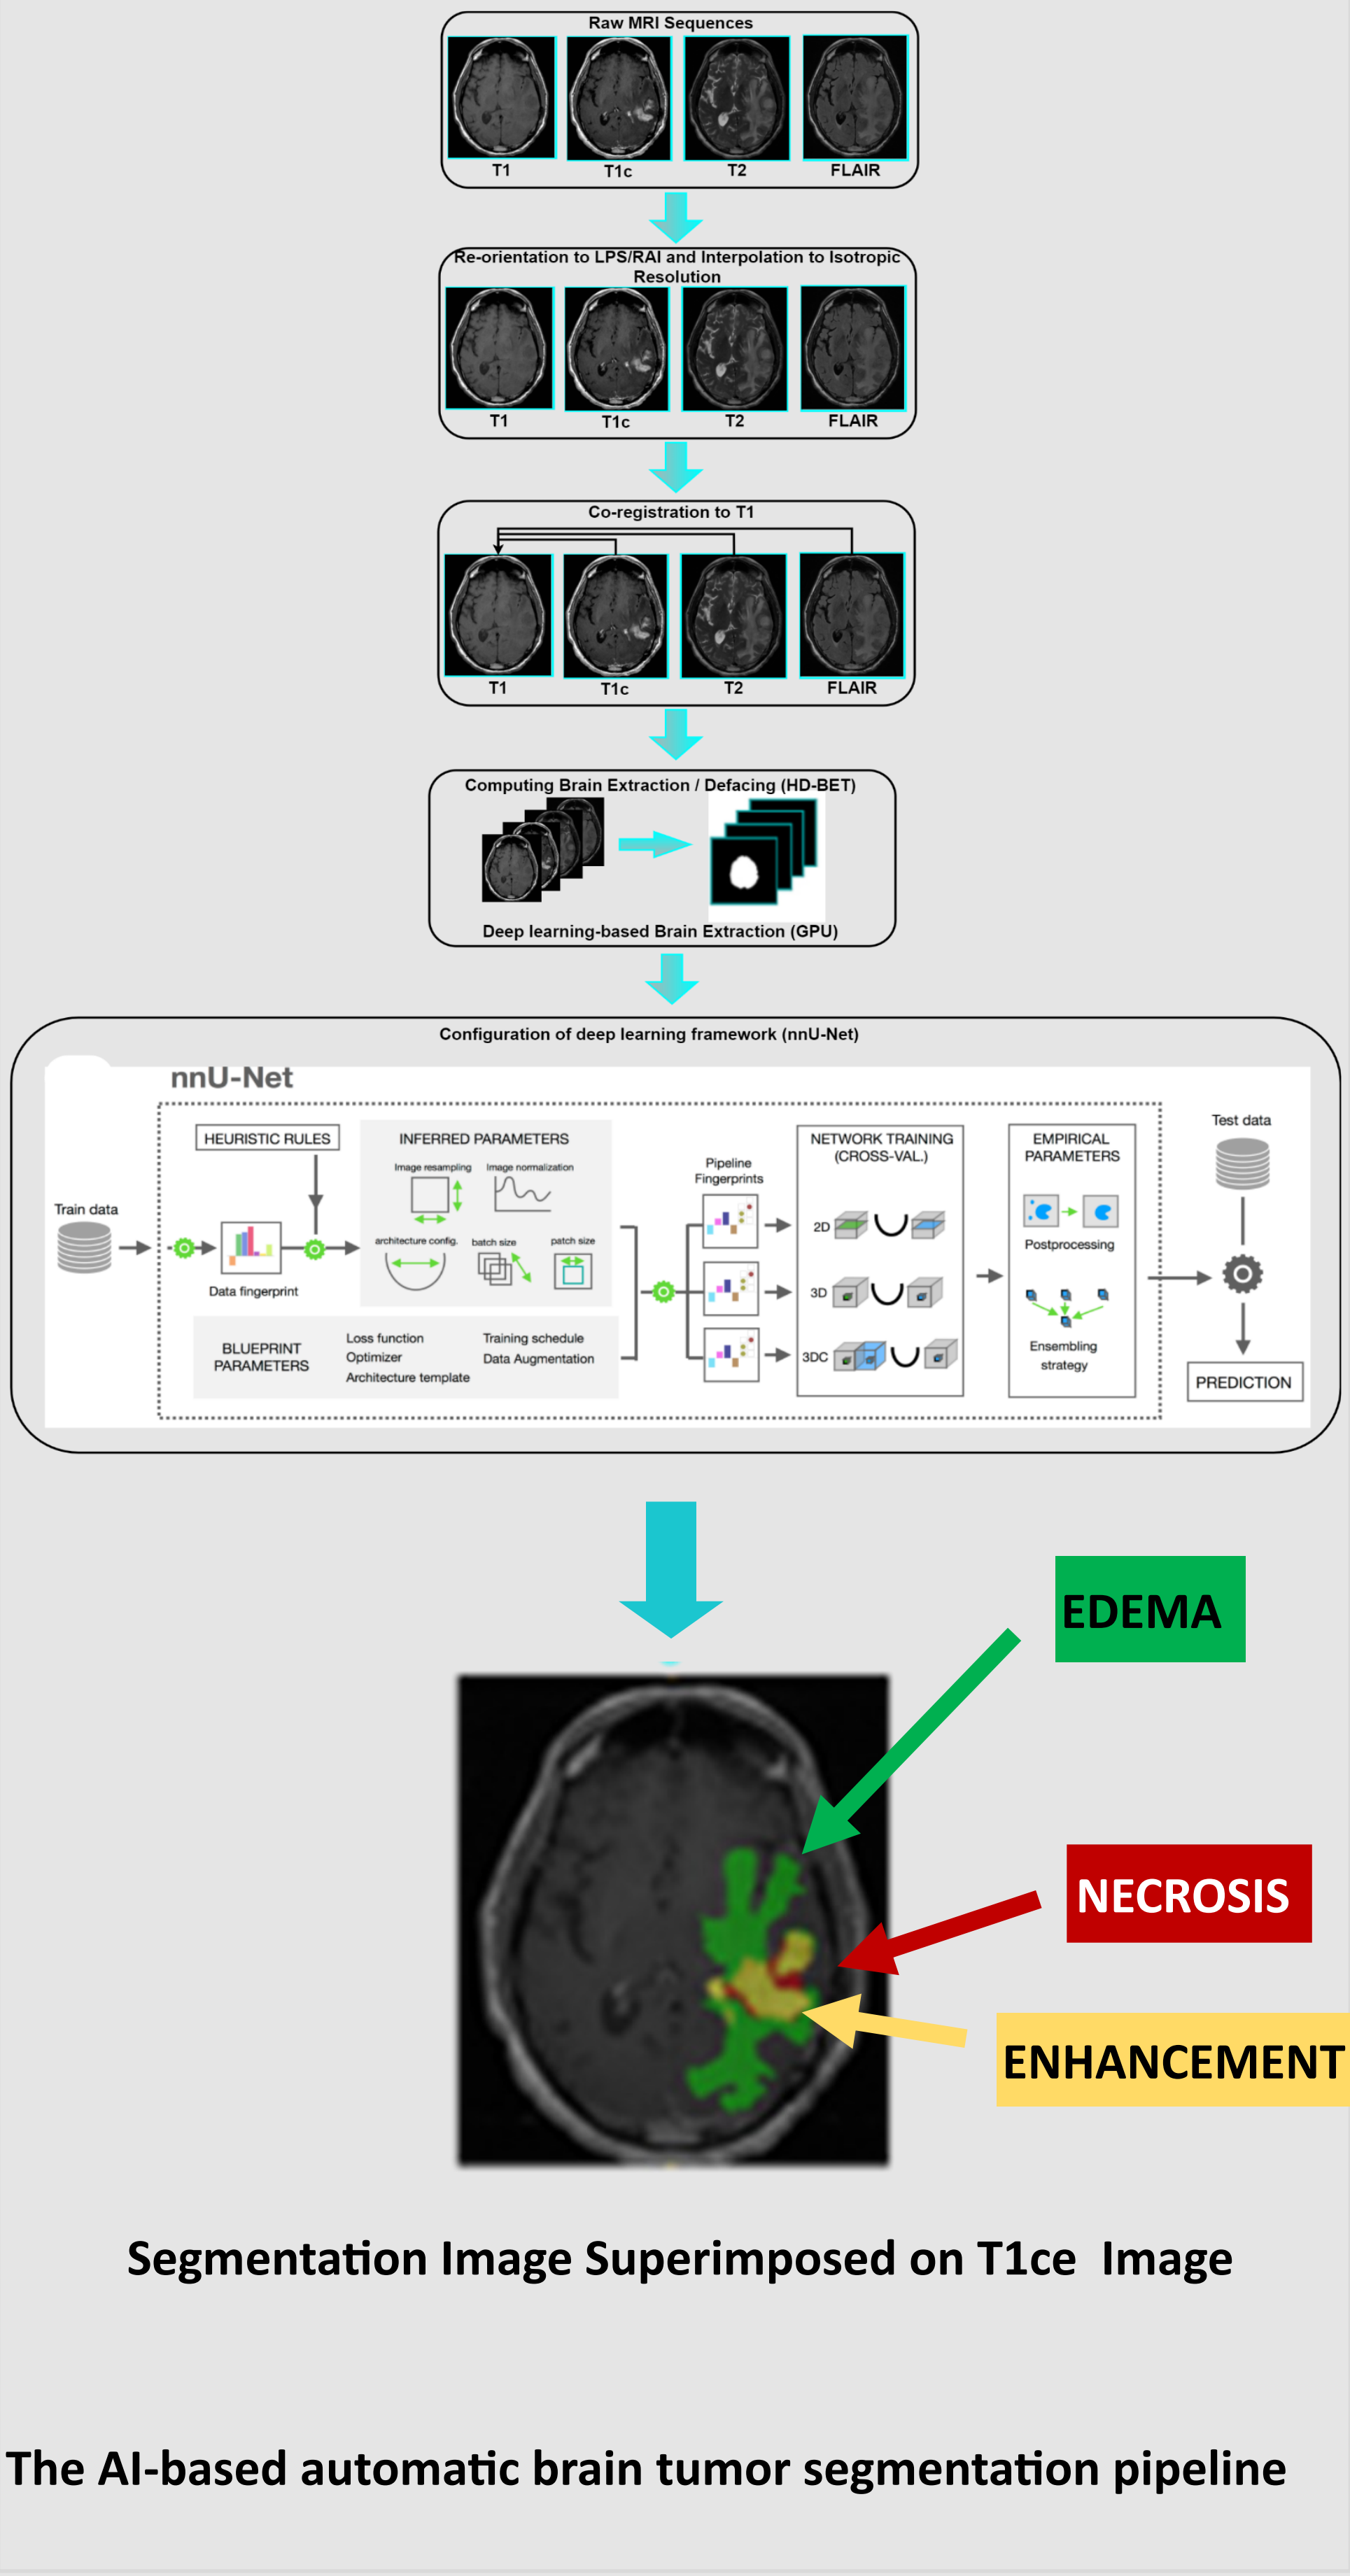 Raw MRI Sequences
T1 T1c T2 FLAIR
Re-orientation to LPS/RAI and Interpolation to Isotropic
Resolution
T1 T1c T2 FLAIR
Co-registration to T1
T1 T1c T2 FLAIR
Computing Brain Extraction / Defacing (HD-BET)
Deep learning-based Brain Extraction (GPU)
Configuration of deep learning framework (nnU-Net)
nnU-Net
Train data
HEURISTIC RULES
Data fingerprint
INFERRED PARAMETERS
Image resampling Image normalization
architecture config. batch size patch size
BLUEPRINT
PARAMETERS
Loss function
Optimizer
Architecture template
Training schedule
Data Augmentation
Pipeline
Fingerprints
NETWORK TRAINING
(CROSS-VAL.)
2D
3D
3DC
EMPIRICAL
PARAMETERS
Postprocessing
Ensembling
strategy
Test data
PREDICTION
EDEMA
NECROSIS
ENHANCEMENT
Segmentation Image Superimposed on T1ce Image
The AI-based automatic brain tumor segmentation pipeline